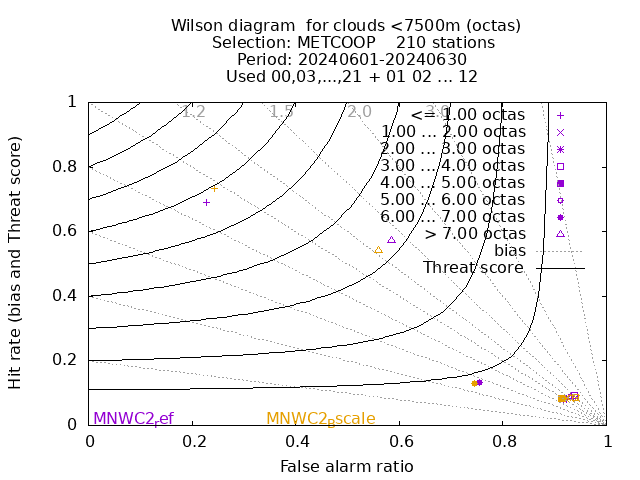 Wilson diagram  for clouds <7500m (octas)
Selection: METCOOP    210 stations
Period: 20240601-20240630
Used 00,03,...,21 + 01 02 ... 12
Hit rate (bias and Threat score)
1
0.8
0.6
0.4
0.2
0
1.2 1.5 2.0 3.0
<= 1.00 octas
1.00 ... 2.00 octas
2.00 ... 3.00 octas
3.00 ... 4.00 octas
4.00 ... 5.00 octas
5.00 ... 6.00 octas
6.00 ... 7.00 octas
> 7.00 octas
bias
Threat score
MNWC2ref MNWC2Bscale
0 0.2 0.4 0.6 0.8 1
False alarm ratio